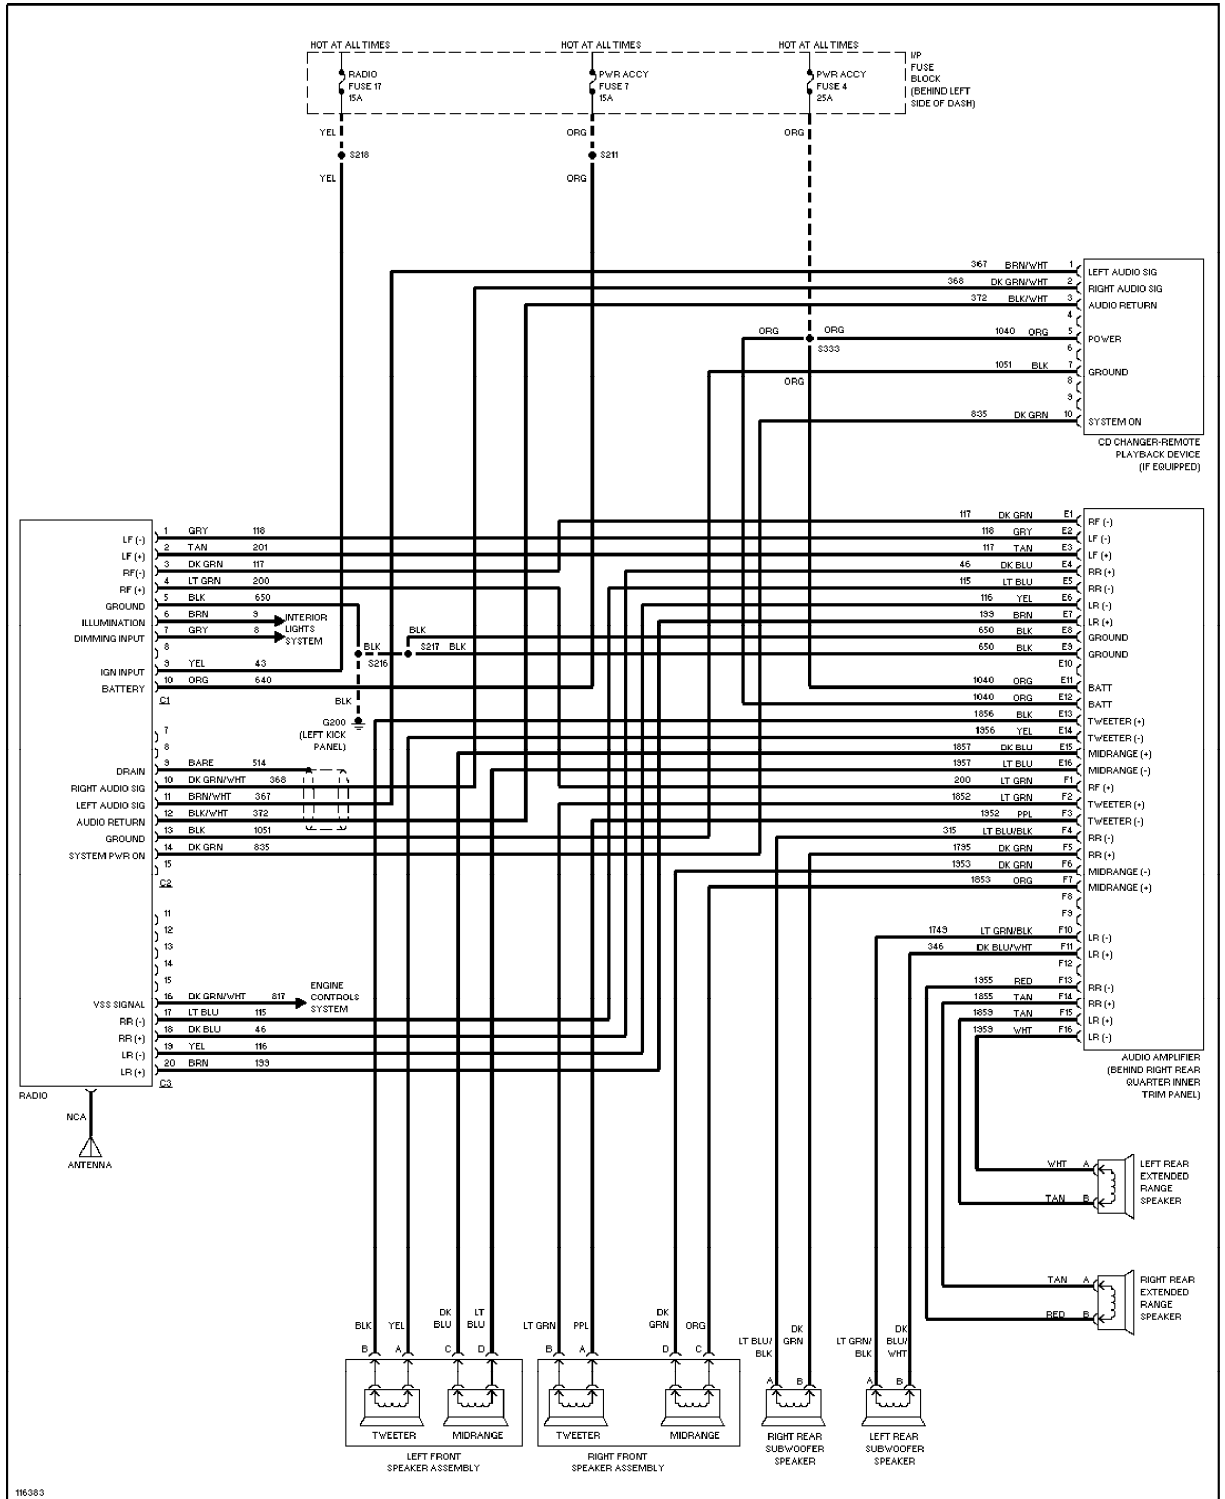 HOT AT ALL TIMES
HOT AT ALL TIMES
HOT AT ALL TIMES
RADIO
FUSE 17
15A
PWR ACCY
FUSE 7
15A
PWR ACCY
FUSE 4
25A
I/P
FUSE
BLOCK
(BEHIND LEFT
SIDE OF DASH)
YEL
ORG
ORG
S218
S211
YEL
ORG
367 BRN/WHT 1 LEFT AUDIO SIG
368 DK GRN/WHT 2 RIGHT AUDIO SIG
372 BLK/WHT 3 AUDIO RETURN
4
ORG
ORG
1040 ORG 5 POWER
S333
6
1051 BLK 7 GROUND
ORG
8
9
835 DK GRN 10 SYSTEM ON
CD CHANGER-REMOTE
PLAYBACK DEVICE
(IF EQUIPPED)
LF (-) 1 GRY 118
LF (+) 2 TAN 201
RF(-) 3 DK GRN 117
RF (+) 4 LT GRN 200
GROUND 5 BLK 650
ILLUMINATION 6 BRN 9
DIMMING INPUT 7 GRY 8
INTERIOR
LIGHTS
SYSTEM
8
IGN INPUT 9 YEL 43
BATTERY 10 ORG 640
C1
BLK
BLK
S216
S217 BLK
BLK
G200
(LEFT KICK
PANEL)
7
8
DRAIN 9 BARE 514
RIGHT AUDIO SIG 10 DK GRN/WHT 368
LEFT AUDIO SIG 11 BRN/WHT 367
AUDIO RETURN 12 BLK/WHT 372
GROUND 13 BLK 1051
SYSTEM PWR ON 14 DK GRN 835
15
C2
11
12
13
14
15
VSS SIGNAL 16 DK GRN/WHT 817
ENGINE
CONTROLS
SYSTEM
RR (-) 17 LT BLU 115
RR (+) 18 DK BLU 46
LR (-) 19 YEL 116
LR (+) 20 BRN 199
C3
RADIO
NCA
ANTENNA
117 DK GRN E1 RF (-)
118 GRY E2 LF (-)
117 TAN E3 LF (+)
46 DK BLU E4 RR (+)
115 LT BLU E5 RR (-)
116 YEL E6 LR (-)
199 BRN E7 LR (+)
650 BLK E8 GROUND
650 BLK E9 GROUND
E10
1040 ORG E11 BATT
1040 ORG E12 BATT
1856 BLK E13 TWEETER (+)
1956 YEL E14 TWEETER (-)
1857 DK BLU E15 MIDRANGE (+)
1957 LT BLU E16 MIDRANGE (-)
200 LT GRN F1 RF (+)
1852 LT GRN F2 TWEETER (+)
1952 PPL F3 TWEETER (-)
315 LT BLU/BLK F4 RR (-)
1795 DK GRN F5 RR (+)
1953 DK GRN F6 MIDRANGE (-)
1853 ORG F7 MIDRANGE (+)
F8
F9
1749 LT GRN/BLK F10 LR (-)
346 DK BLU/WHT F11 LR (+)
F12
1955 RED F13 RR (-)
1855 TAN F14 RR (+)
1859 TAN F15 LR (+)
1959 WHT F16 LR (-)
AUDIO AMPLIFIER
(BEHIND RIGHT REAR
QUARTER INNER
TRIM PANEL)
WHT A
TAN B
LEFT REAR
EXTENDED
RANGE
SPEAKER
TAN A
RED B
RIGHT REAR
EXTENDED
RANGE
SPEAKER
BLK
YEL
DK
BLU
LT
BLU
LT GRN
PPL
DK
GRN
ORG
LT BLU/
BLK
DK
GRN
LT GRN/
BLK
DK
BLU/
WHT
B A C D B A D C
A B A B
TWEETER
MIDRANGE
TWEETER
MIDRANGE
LEFT FRONT
SPEAKER ASSEMBLY
RIGHT FRONT
SPEAKER ASSEMBLY
RIGHT REAR
SUBWOOFER
SPEAKER
LEFT REAR
SUBWOOFER
SPEAKER
116383